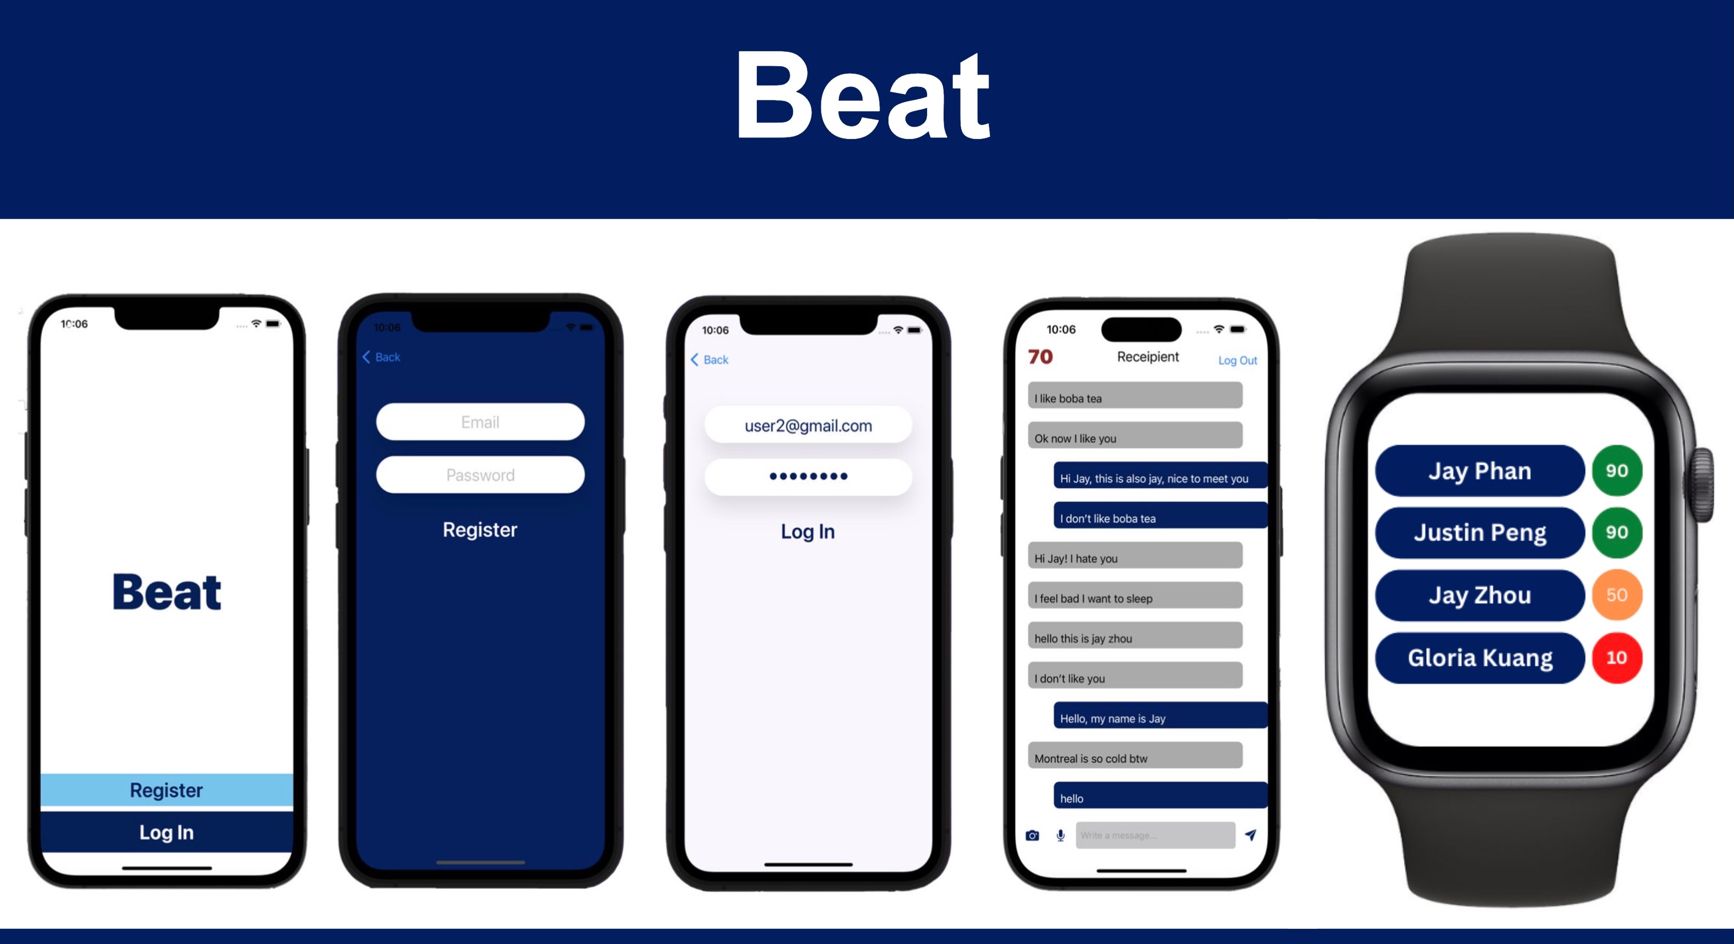 Beat
10:06
Beat
Register
Log In
10:06
Back
Email
Password
Register
10:06
Back
user2@gmail.com
Log In
10:06
70
Receipient
Log Out
I like boba tea
Ok now I like you
Hi Jay, this is also jay, nice to meet you
I don't like boba tea
Hi Jay! I hate you
I feel bad I want to sleep
hello this is jay zhou
I don't like you
Hello, my name is Jay
Montreal is so cold btw
hello
Write a message...
Jay Phan 90
Justin Peng 90
Jay Zhou 50
Gloria Kuang 10